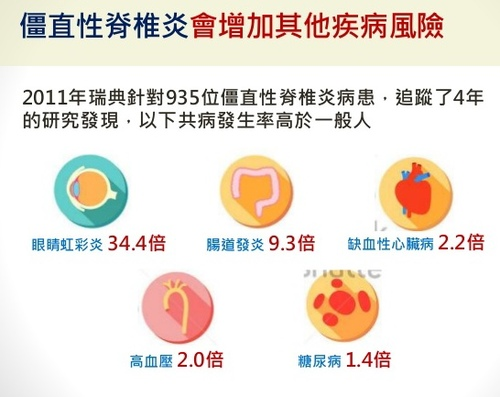 僵直性脊椎炎會增加其他疾病風險
2011年瑞典針對935位僵直性脊椎炎病患，追蹤了4年
的研究發現，以下共病發生率高於一般人
眼睛虹彩炎 34.4倍
腸道發炎 9.3倍
缺血性心臟病 2.2倍
高血壓 2.0倍
糖尿病 1.4倍